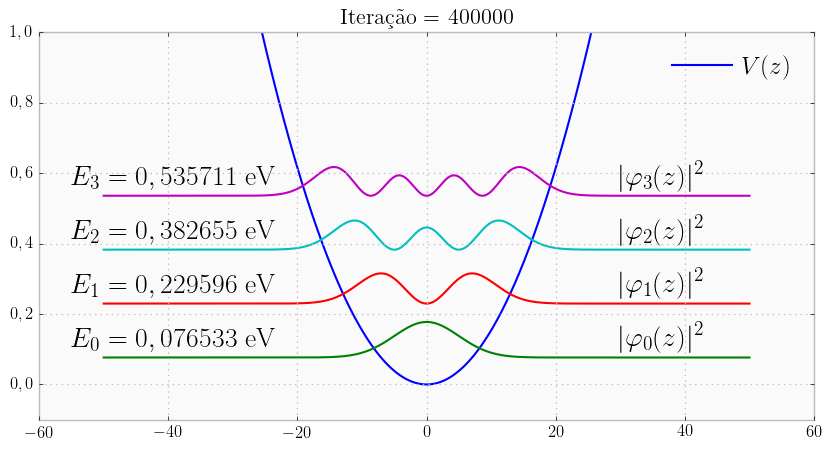 Iteração = 400000
1,0
V(z)
0,8
0,6
E₃ = 0,535711 eV
|φ₃(z)|²
E₂ = 0,382655 eV
|φ₂(z)|²
0,4
E₁ = 0,229596 eV
|φ₁(z)|²
0,2
E₀ = 0,076533 eV
|φ₀(z)|²
0,0
−60 −40 −20 0 20 40 60